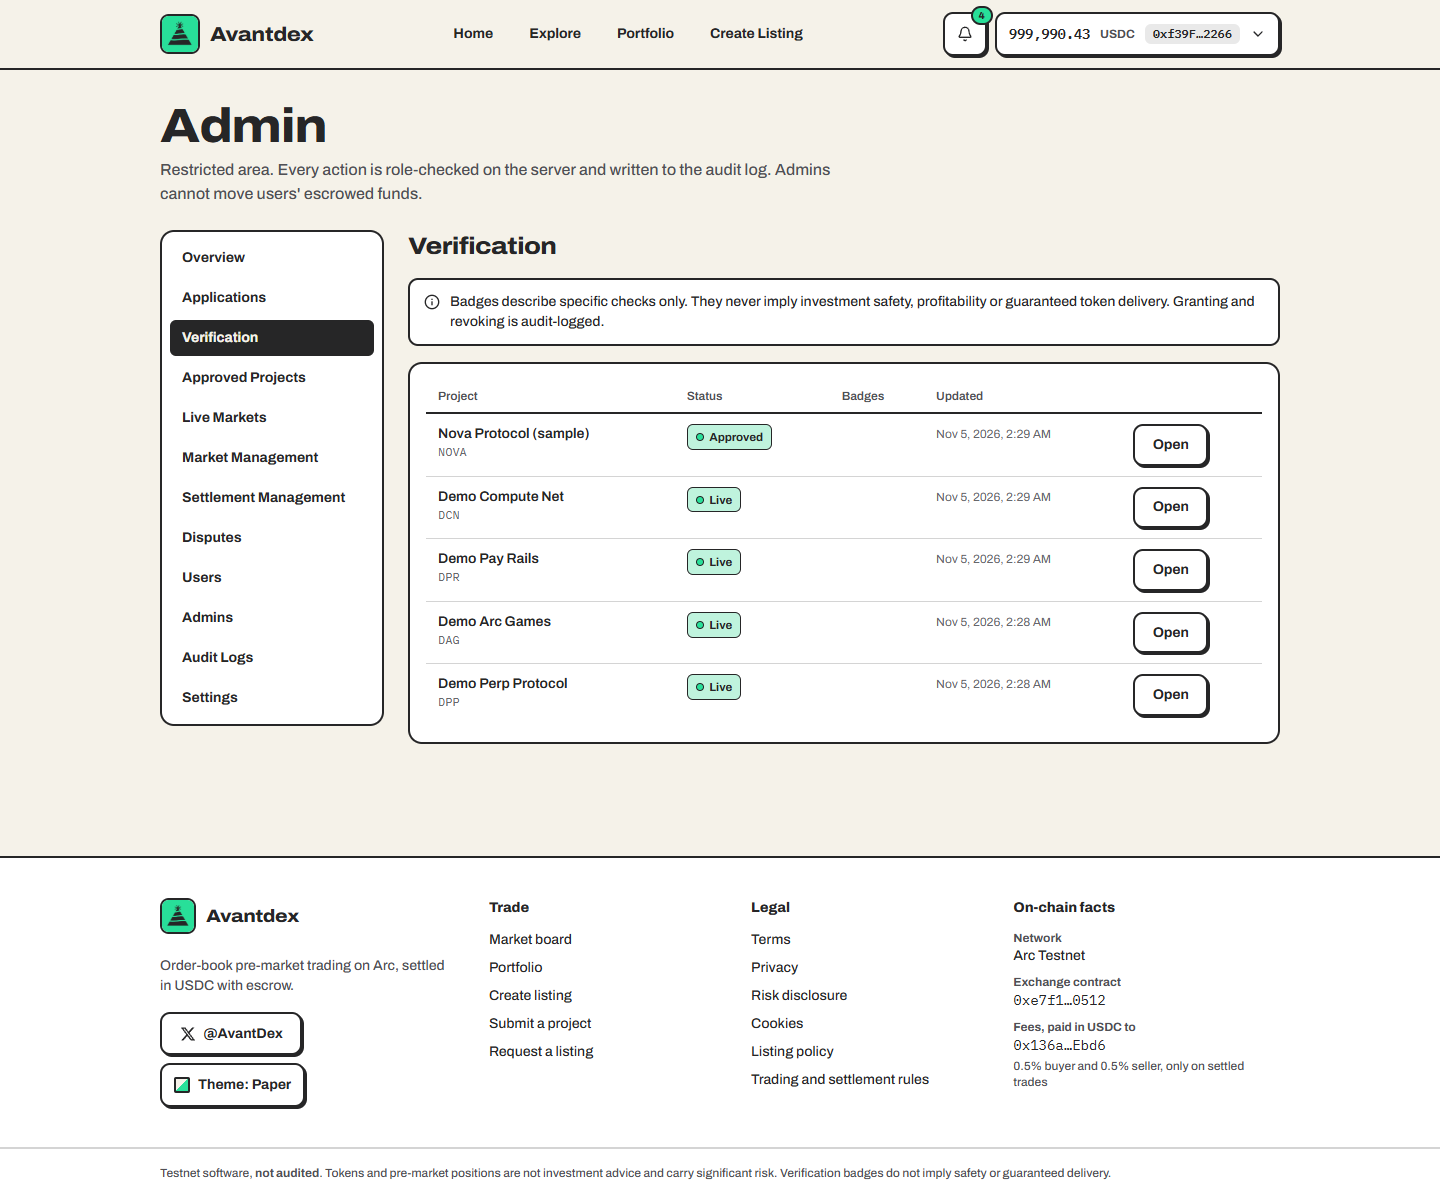 Avantdex
Home
Explore
Portfolio
Create Listing
4
999,990.43 USDC 0xf39F…2266
Admin
Restricted area. Every action is role-checked on the server and written to the audit log. Admins
cannot move users' escrowed funds.
Overview
Applications
Verification
Approved Projects
Live Markets
Market Management
Settlement Management
Disputes
Users
Admins
Audit Logs
Settings
Verification
Badges describe specific checks only. They never imply investment safety, profitability or guaranteed token delivery. Granting and
revoking is audit-logged.
Project Status Badges Updated
Nova Protocol (sample) Approved Nov 5, 2026, 2:29 AM Open
NOVA
Demo Compute Net Live Nov 5, 2026, 2:29 AM Open
DCN
Demo Pay Rails Live Nov 5, 2026, 2:29 AM Open
DPR
Demo Arc Games Live Nov 5, 2026, 2:28 AM Open
DAG
Demo Perp Protocol Live Nov 5, 2026, 2:28 AM Open
DPP
Avantdex
Order-book pre-market trading on Arc, settled
in USDC with escrow.
@AvantDex
Theme: Paper
Trade
Market board
Portfolio
Create listing
Submit a project
Request a listing
Legal
Terms
Privacy
Risk disclosure
Cookies
Listing policy
Trading and settlement rules
On-chain facts
Network
Arc Testnet
Exchange contract
0xe7f1…0512
Fees, paid in USDC to
0x136a…Ebd6
0.5% buyer and 0.5% seller, only on settled
trades
Testnet software, not audited. Tokens and pre-market positions are not investment advice and carry significant risk. Verification badges do not imply safety or guaranteed delivery.